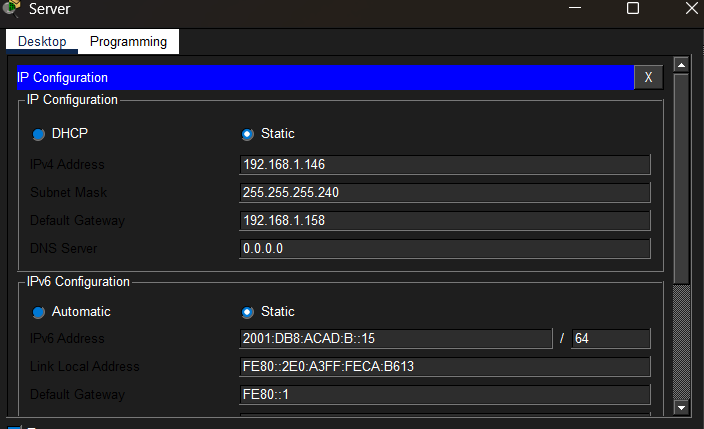 Server
Desktop Programming
IP Configuration X
IP Configuration
DHCP Static
IPv4 Address 192.168.1.146
Subnet Mask 255.255.255.240
Default Gateway 192.168.1.158
DNS Server 0.0.0.0
IPv6 Configuration
Automatic Static
IPv6 Address 2001:DB8:ACAD:B::15 / 64
Link Local Address FE80::2E0:A3FF:FECA:B613
Default Gateway FE80::1